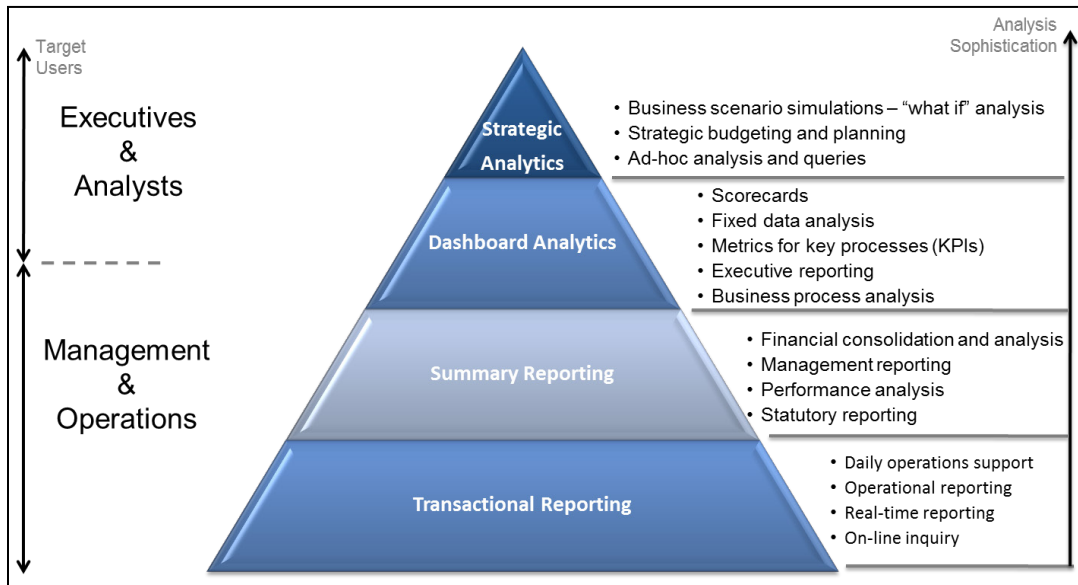 Target
Users
Analysis
Sophistication
Executives
&
Analysts
Strategic
Analytics
• Business scenario simulations – “what if” analysis
• Strategic budgeting and planning
• Ad-hoc analysis and queries
Dashboard Analytics
• Scorecards
• Fixed data analysis
• Metrics for key processes (KPIs)
• Executive reporting
• Business process analysis
Management
&
Operations
Summary Reporting
• Financial consolidation and analysis
• Management reporting
• Performance analysis
• Statutory reporting
Transactional Reporting
• Daily operations support
• Operational reporting
• Real-time reporting
• On-line inquiry